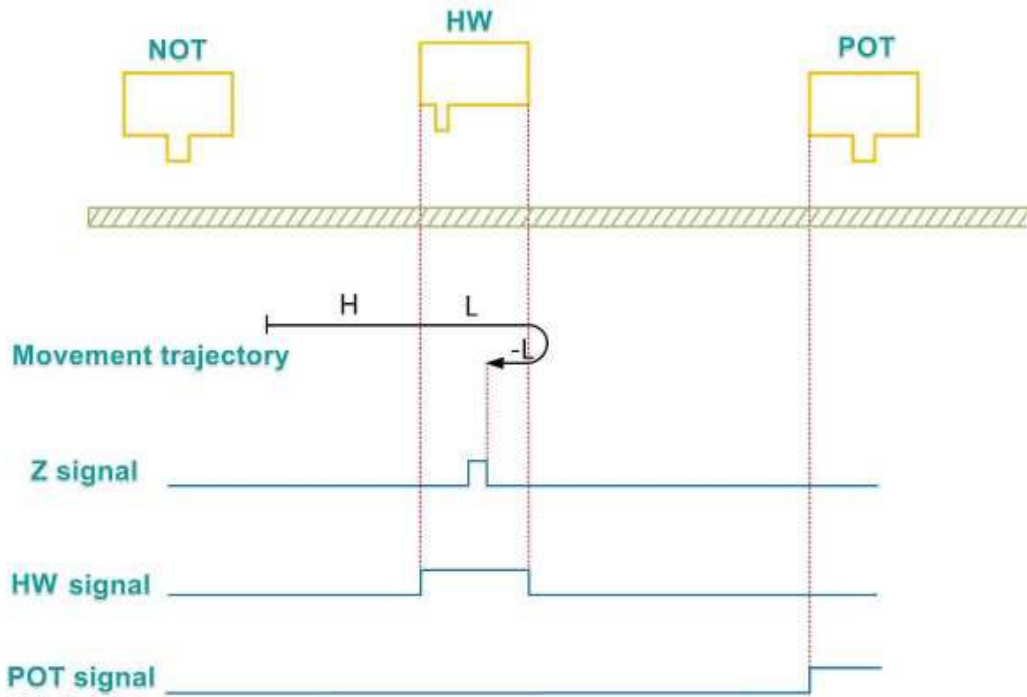 HW
NOT
POT
H
L
-L
Movement trajectory
Z signal
HW signal
POT signal